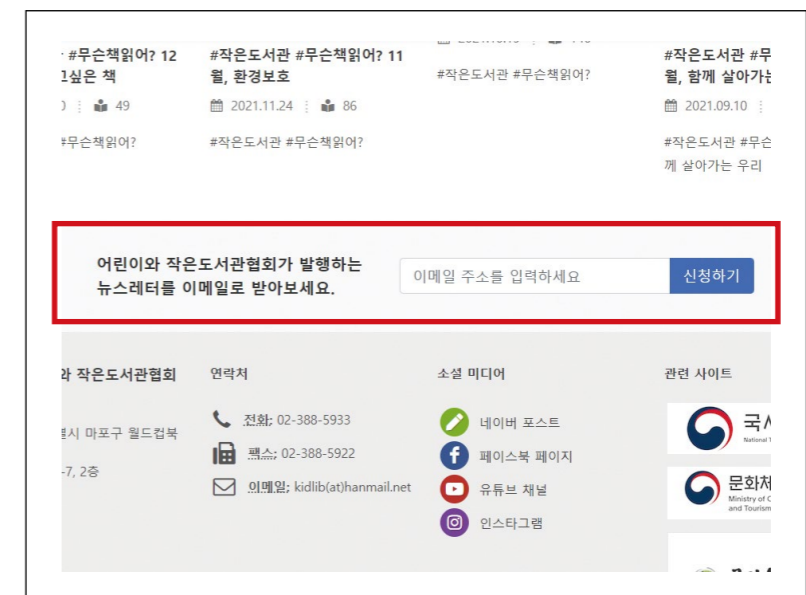 #무슨책읽어? 12
고싶은 책
49
#무슨책읽어?
#작은도서관 #무슨책읽어? 11
월, 환경보호
2021.11.24 86
#작은도서관 #무슨책읽어?
#작은도서관 #무슨책읽어?
#작은도서관 #무
월, 함께 살아가는
2021.09.10
#작은도서관 #무슨
께 살아가는 우리
어린이와 작은도서관협회가 발행하는
뉴스레터를 이메일로 받아보세요.
이메일 주소를 입력하세요
신청하기
와 작은도서관협회
별시 마포구 월드컵북
-7, 2층
연락처
전화: 02-388-5933
팩스: 02-388-5922
이메일: kidlib(at)hanmail.net
소셜 미디어
네이버 포스트
페이스북 페이지
유튜브 채널
인스타그램
관련 사이트
국
National
문화체
Ministry of C
and Tourism